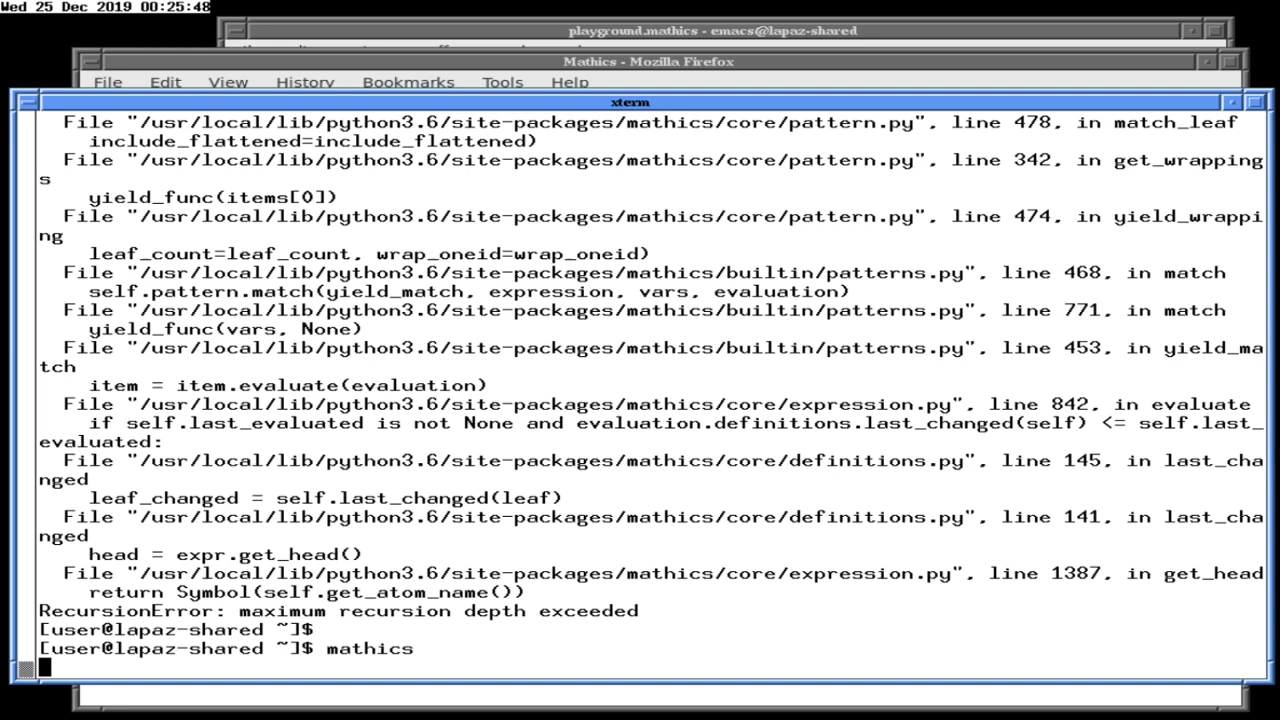 Wed 25 Dec 2019 00:25:48
playground.mathics - emacs@lapaz-shared
Mathics - Mozilla Firefox
File Edit View History Bookmarks Tools Help
xterm
  File "/usr/local/lib/python3.6/site-packages/mathics/core/pattern.py", line 478, in match_leaf
    include_flattened=include_flattened)
  File "/usr/local/lib/python3.6/site-packages/mathics/core/pattern.py", line 342, in get_wrapping
s
    yield_func(items[0])
  File "/usr/local/lib/python3.6/site-packages/mathics/core/pattern.py", line 474, in yield_wrappi
ng
    leaf_count=leaf_count, wrap_oneid=wrap_oneid)
  File "/usr/local/lib/python3.6/site-packages/mathics/builtin/patterns.py", line 468, in match
    self.pattern.match(yield_match, expression, vars, evaluation)
  File "/usr/local/lib/python3.6/site-packages/mathics/builtin/patterns.py", line 771, in match
    yield_func(vars, None)
  File "/usr/local/lib/python3.6/site-packages/mathics/builtin/patterns.py", line 453, in yield_ma
tch
    item = item.evaluate(evaluation)
  File "/usr/local/lib/python3.6/site-packages/mathics/core/expression.py", line 842, in evaluate
    if self.last_evaluated is not None and evaluation.definitions.last_changed(self) <= self.last_
evaluated:
  File "/usr/local/lib/python3.6/site-packages/mathics/core/definitions.py", line 145, in last_cha
nged
    leaf_changed = self.last_changed(leaf)
  File "/usr/local/lib/python3.6/site-packages/mathics/core/definitions.py", line 141, in last_cha
nged
    head = expr.get_head()
  File "/usr/local/lib/python3.6/site-packages/mathics/core/expression.py", line 1387, in get_head
    return Symbol(self.get_atom_name())
RecursionError: maximum recursion depth exceeded
[user@lapaz-shared ~]$
[user@lapaz-shared ~]$ mathics